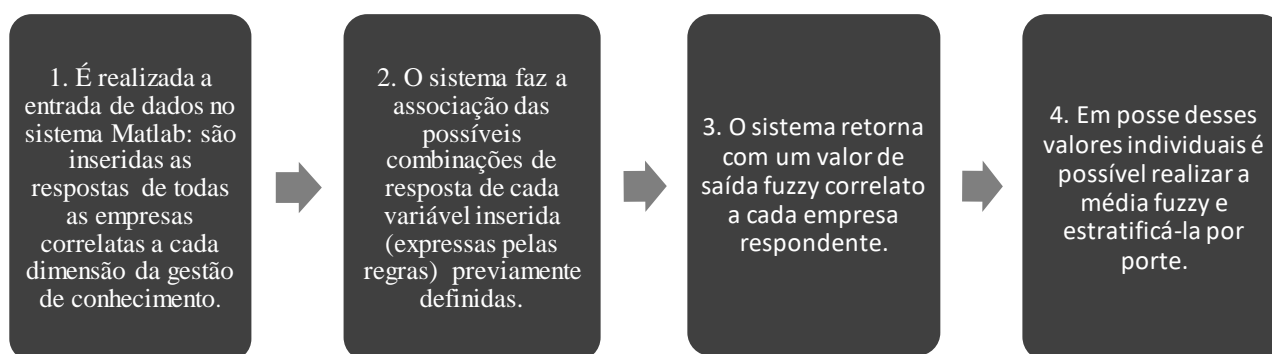 1. É realizada a
entrada de dados no
sistema Matlab: são
inseridas as
respostas de todas
as empresas
correlatas a cada
dimensão da gestão
de conhecimento.
2. O sistema faz a
associação das
possíveis
combinações de
resposta de cada
variável inserida
(expressas pelas
regras) previamente
definidas.
3. O sistema retorna
com um valor de
saída fuzzy correlato
a cada empresa
respondente.
4. Em posse desses
valores individuais é
possível realizar a
média fuzzy e
estratificá-la por
porte.